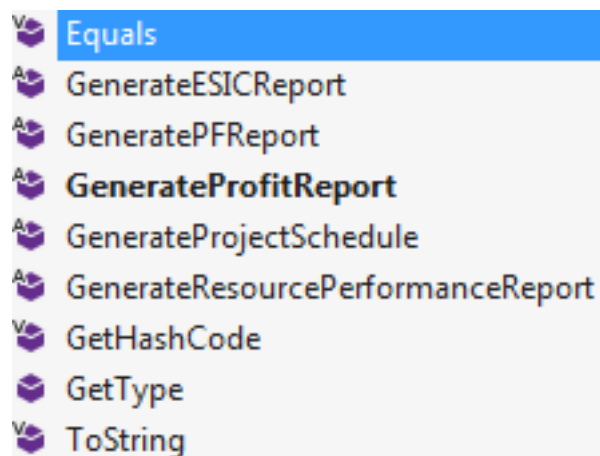 V Equals
A GenerateESICReport
A GeneratePFReport
A GenerateProfitReport
A GenerateProjectSchedule
A GenerateResourcePerformanceReport
V GetHashCode
GetType
V ToString